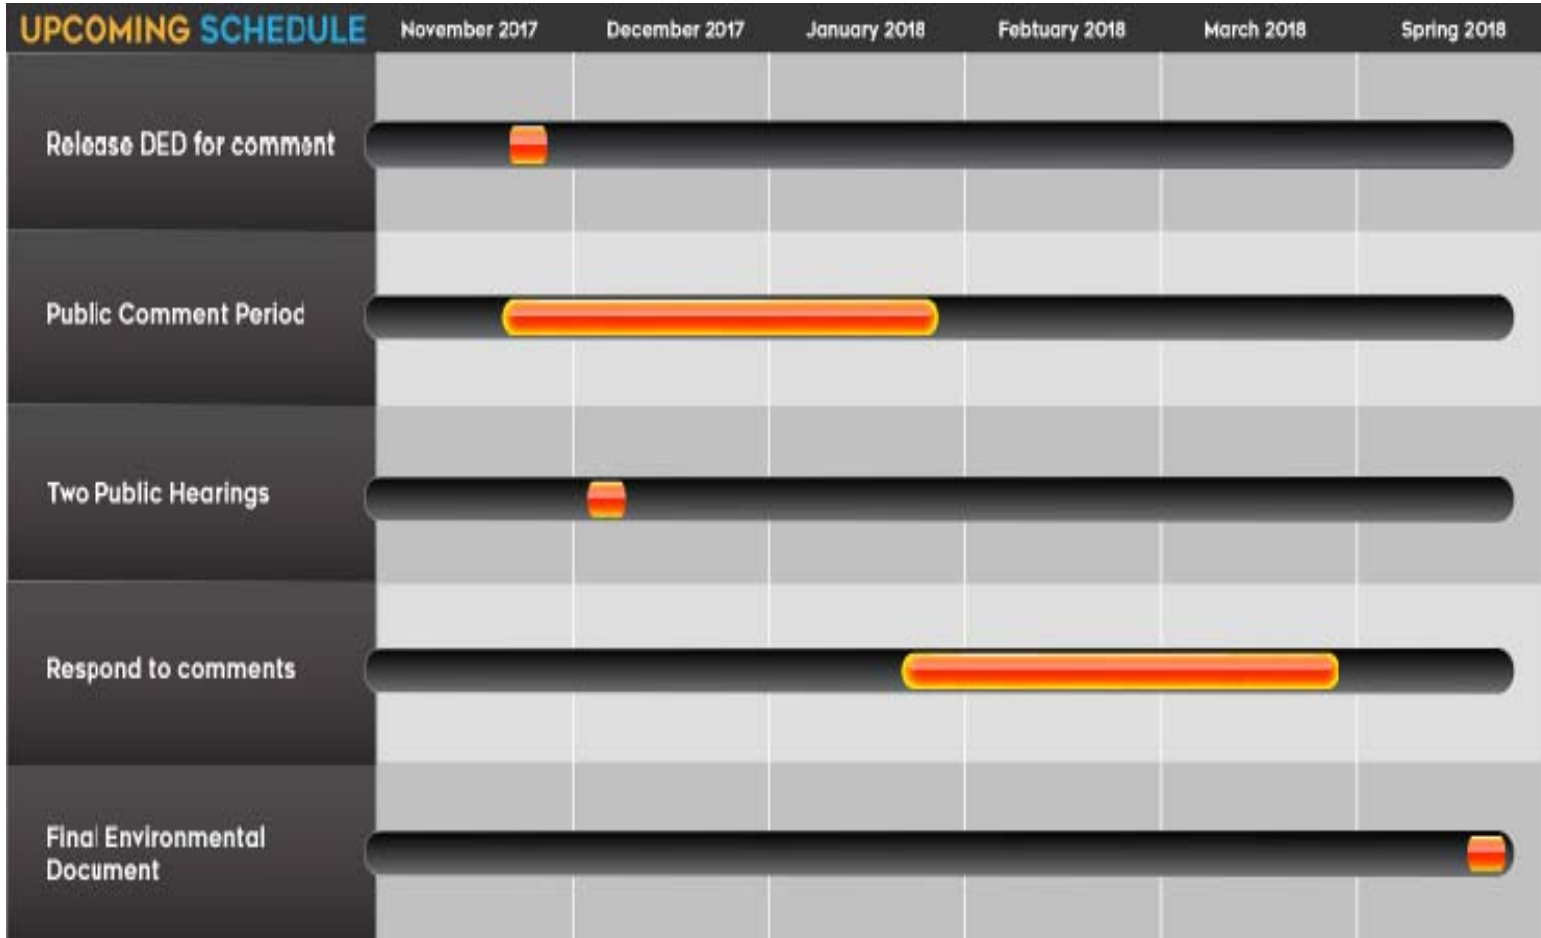 UPCOMING SCHEDULE
November 2017
December 2017
January 2018
Febtuary 2018
March 2018
Spring 2018
Release DED for comment
Public Comment Period
Two Public Hearings
Respond to comments
Final Environmental
Document